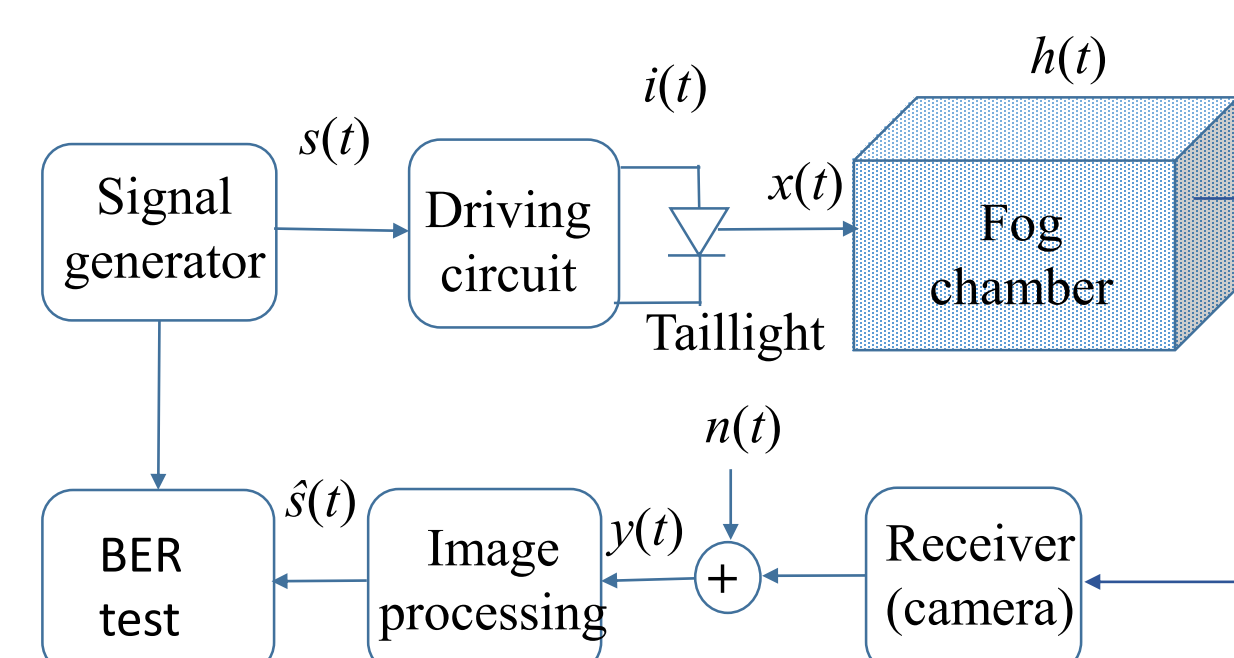 h(t)
i(t)
s(t)
Signal
generator
Driving
circuit
x(t)
Fog
chamber
Taillight
n(t)
ŝ(t)
y(t)
BER
test
Image
processing
+
Receiver
(camera)